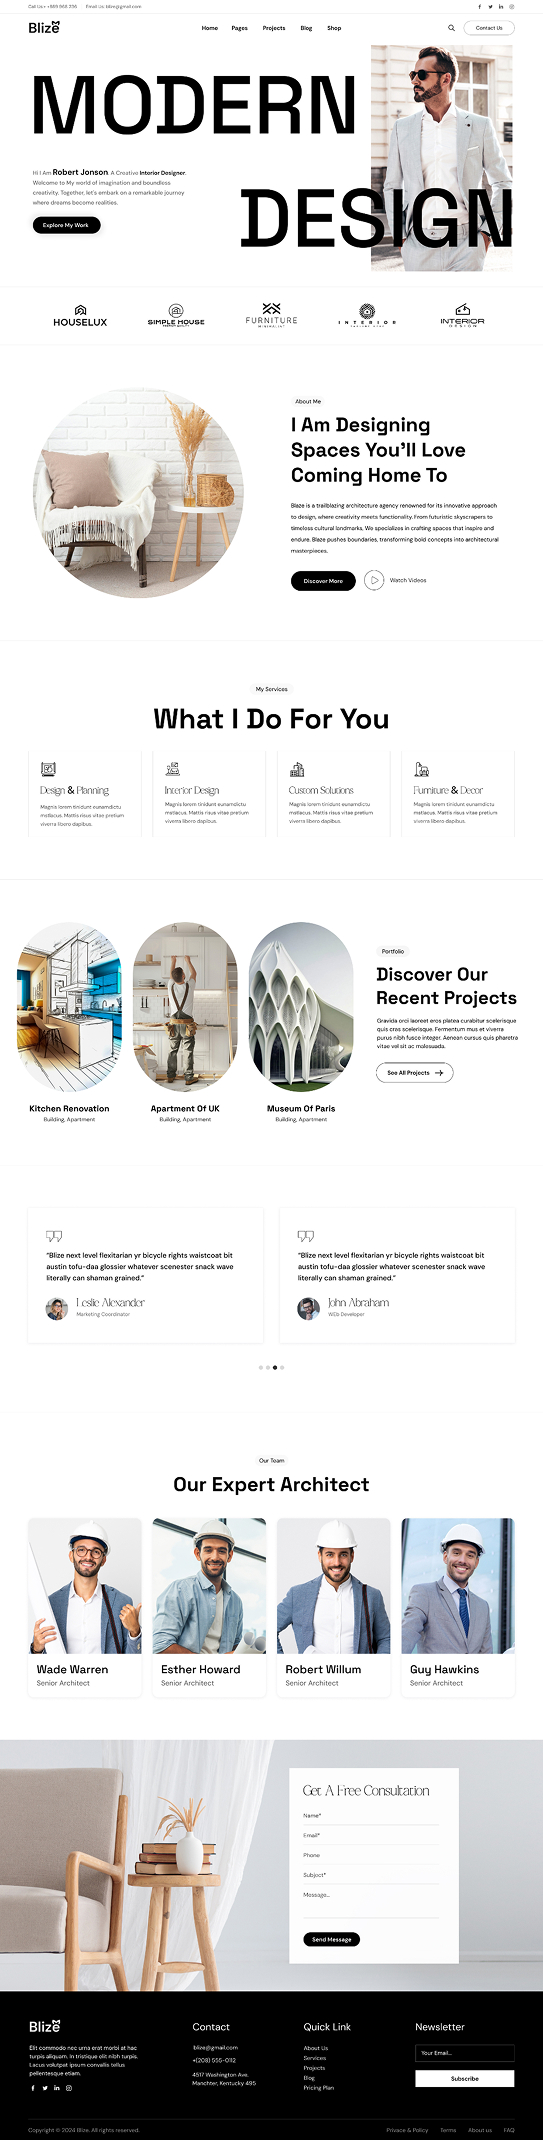 Call Us:+ +889 968 236 Email Us: blize@gmail.com
Blize
Home Pages Projects Blog Shop
Contact Us
MODERN
Hi I Am Robert Jonson. A Creative Interior Designer.
Welcome to My world of imagination and boundless
creativity. Together, let's embark on a remarkable journey
where dreams become realities.
DESIGN
Explore My Work
HOUSELUX
SIMPLE HOUSE
FURNITURE
MINIMALIST
INTERIOR
INTERIOR
DESIGN
About Me
I Am Designing
Spaces You'll Love
Coming Home To
Blaze is a trailblazing architecture agency renowned for its innovative approach
to design, where creativity meets functionality. From futuristic skyscrapers to
timeless cultural landmarks, We specializes in crafting spaces that inspire and
endure. Blaze pushes boundaries, transforming bold concepts into architectural
masterpieces.
Discover More
Watch Videos
My Services
What I Do For You
Design & Planning
Magnis lorem tinidunt eunamdictu
matlacus. Mattis risus vitae pretium
viverra libero dapibus.
Interior Design
Magnis lorem tinidunt eunamdictu
matlacus. Mattis risus vitae pretium
viverra libero dapibus.
Custom Solutions
Magnis lorem tinidunt eunamdictu
matlacus. Mattis risus vitae pretium
viverra libero dapibus.
Furniture & Decor
Magnis lorem tinidunt eunamdictu
matlacus. Mattis risus vitae pretium
viverra libero dapibus.
Portfolio
Discover Our
Recent Projects
Gravida orci laoreet eros platea curabitur scelerisque
quis cras scelerisque. Fermentum mus et viverra
purus nibh fusce integer. Aenean cursus quis pharetra
vitae vel sit ac malesuada.
See All Projects
Kitchen Renovation
Building, Apartment
Apartment Of UK
Building, Apartment
Museum Of Paris
Building, Apartment
"Blize next level flexitarian yr bicycle rights waistcoat bit
austin tofu-daa glossier whatever scenester snack wave
literally can shaman grained."
Leslie Alexander
Marketing Coordinator
"Blize next level flexitarian yr bicycle rights waistcoat bit
austin tofu-daa glossier whatever scenester snack wave
literally can shaman grained."
John Abraham
WEb Developer
Our Team
Our Expert Architect
Wade Warren
Senior Architect
Esther Howard
Senior Architect
Robert Willum
Senior Architect
Guy Hawkins
Senior Architect
Get A Free Consultation
Name*
Email*
Phone
Subject*
Message...
Send Message
Blize
Elit commodo nec urna erat morbi at hac
turpis aliquam. In tristique elit nibh turpis.
Lacus volutpat ipsum convallis tellus
pellentesque etiam.
Contact
blize@gmail.com
+(208) 555-0112
4517 Washington Ave.
Manchter, Kentucky 495
Quick Link
About Us
Services
Projects
Blog
Pricing Plan
Newsletter
Your Email...
Subscribe
Copyright © 2024 Blize. All rights reserved.
Privace & Policy Terms About us FAQ